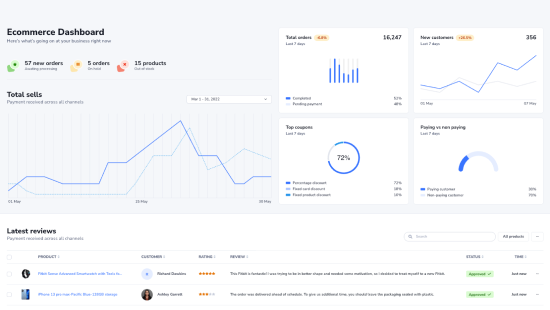 Ecommerce Dashboard
Here's what's going on at your business right now
57 new orders
Awaiting processing
5 orders
On hold
15 products
Out of stock
Total sells
Payment received across all channels
Mar 1 - 31, 2022
01 May
15 May
30 May
Total orders
Last 7 days
16,247
Completed 52%
Pending payment 48%
New customers
Last 7 days
356
01 May
07 May
Top coupons
Last 7 days
72%
Percentage discount 72%
Fixed card discount 18%
Fixed product discount 10%
Paying vs non paying
Last 7 days
Paying customer 30%
Non-paying customer 70%
Latest reviews
Payment received across all channels
Search
All products
PRODUCT CUSTOMER RATING REVIEW STATUS TIME
Fitbit Sense Advanced Smartwatch with Tools fo...
Richard Dawkins
This Fitbit is fantastic! I was trying to be in better shape and needed some motivation, so I decided to treat myself to a new Fitbit.
Approved
Just now
iPhone 13 pro max-Pacific Blue-128GB storage
Ashley Garrett
The order was delivered ahead of schedule. To give us additional time, you should leave the packaging sealed with plastic.
Approved
Just now